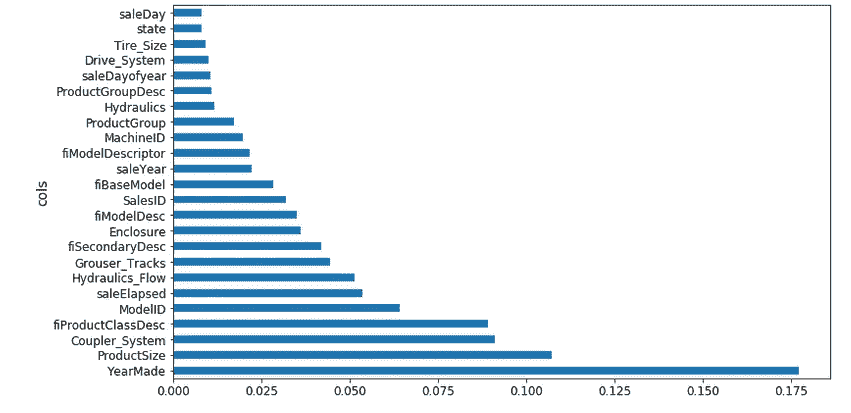 saleDay
state
Tire_Size
Drive_System
saleDayofyear
ProductGroupDesc
Hydraulics
ProductGroup
MachineID
fiModelDescriptor
saleYear
fiBaseModel
SalesID
fiModelDesc
Enclosure
fiSecondaryDesc
Grouser_Tracks
Hydraulics_Flow
saleElapsed
ModelID
fiProductClassDesc
Coupler_System
ProductSize
YearMade
cols
0.000 0.025 0.050 0.075 0.100 0.125 0.150 0.175